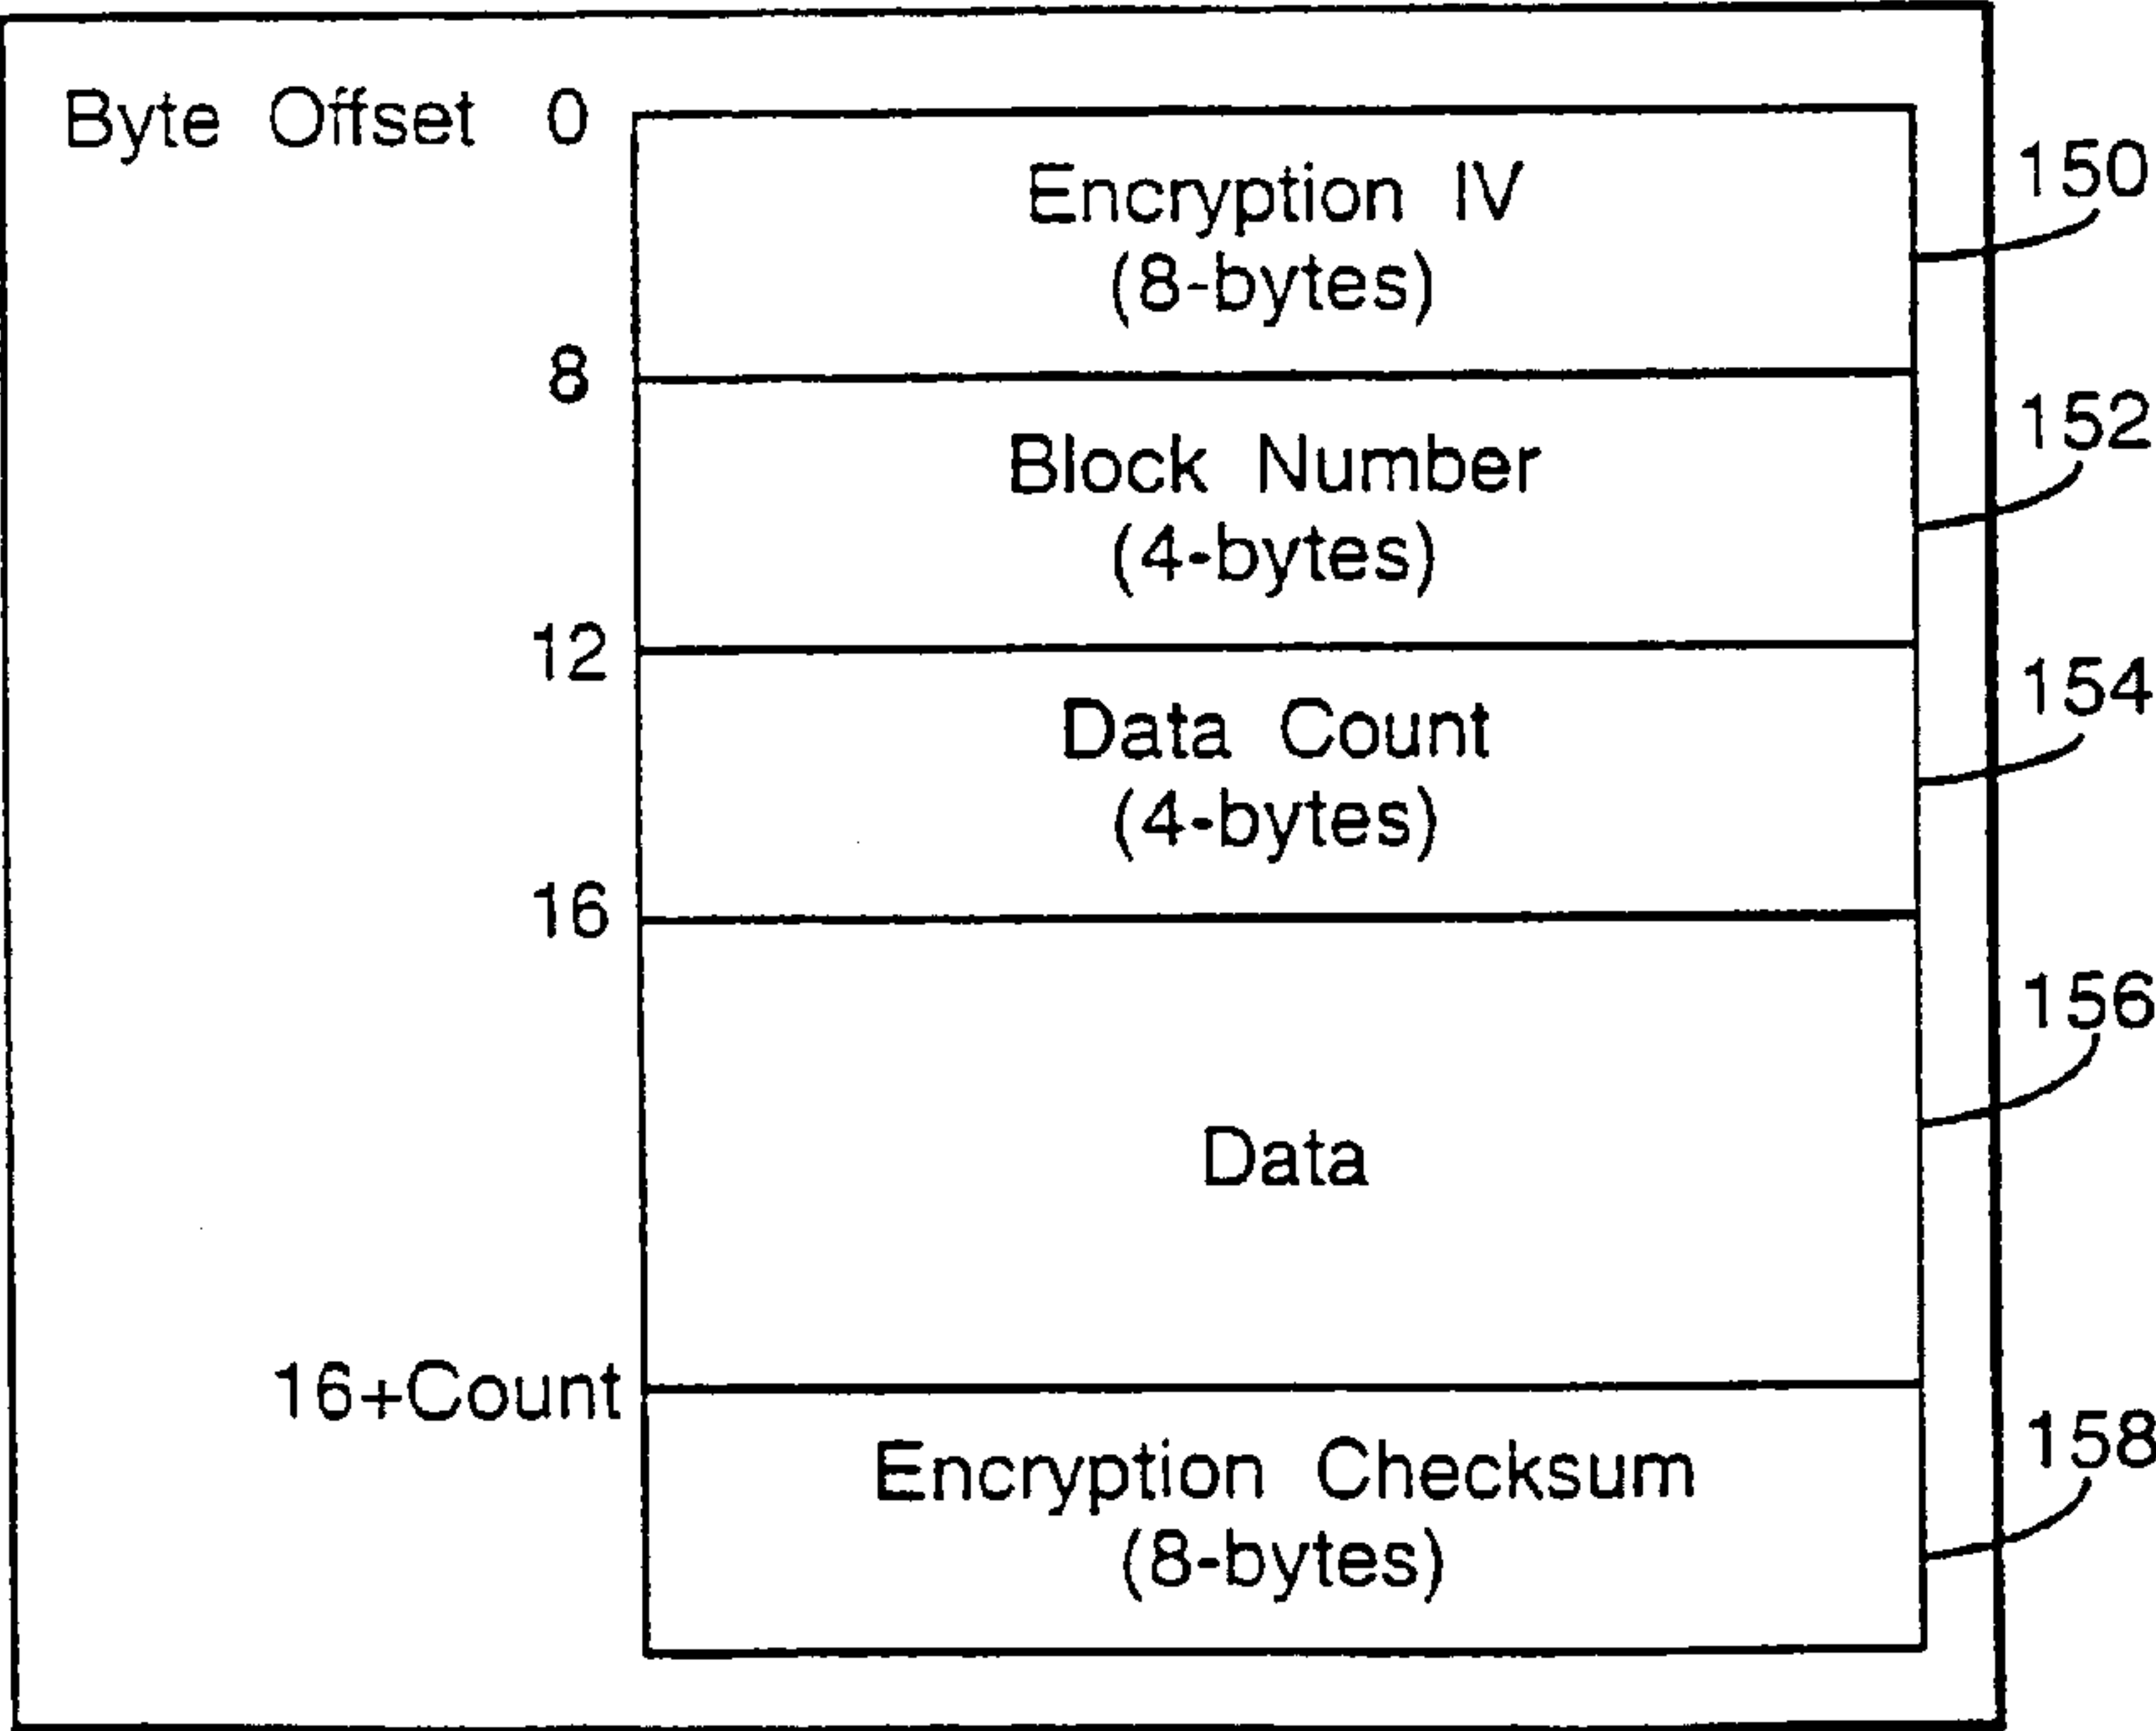 Byte Offset 0
Encryption IV
(8-bytes)
150
8
Block Number
(4-bytes)
152
12
Data Count
(4-bytes)
154
16
Data
156
16+Count
Encryption Checksum
(8-bytes)
158